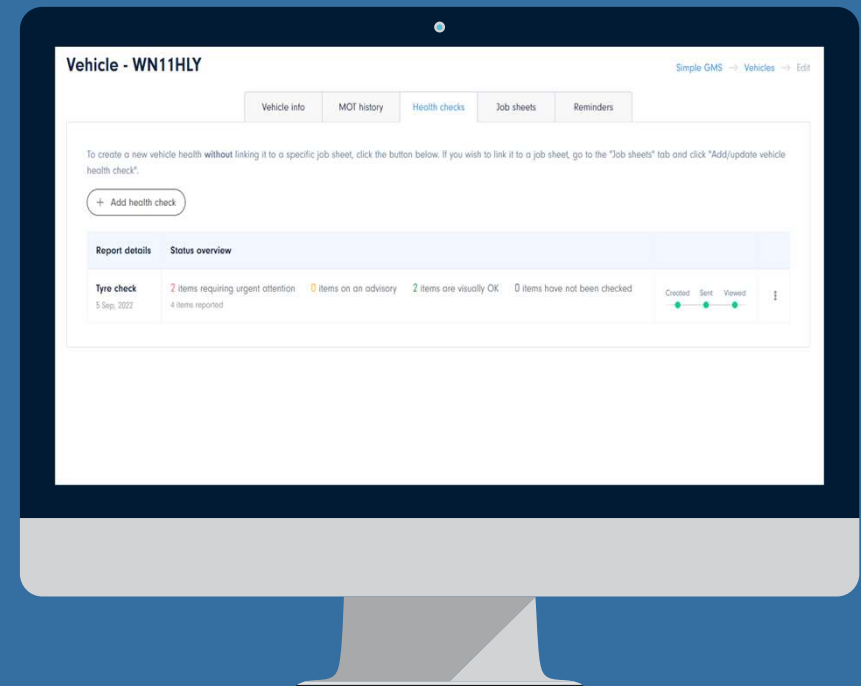 Vehicle - WN11HLY
Simple GMS → Vehicles → Edit
Vehicle info MOT history Health checks Job sheets Reminders
To create a new vehicle health without linking it to a specific job sheet, click the button below. If you wish to link it to a job sheet, go to the "Job sheets" tab and click "Add/update vehicle
health check".
+ Add health check
Report details Status overview
Tyre check 2 items requiring urgent attention 0 items on an advisory 2 items are visually OK 0 items have not been checked Created Sent Viewed
5 Sep, 2022 4 items reported